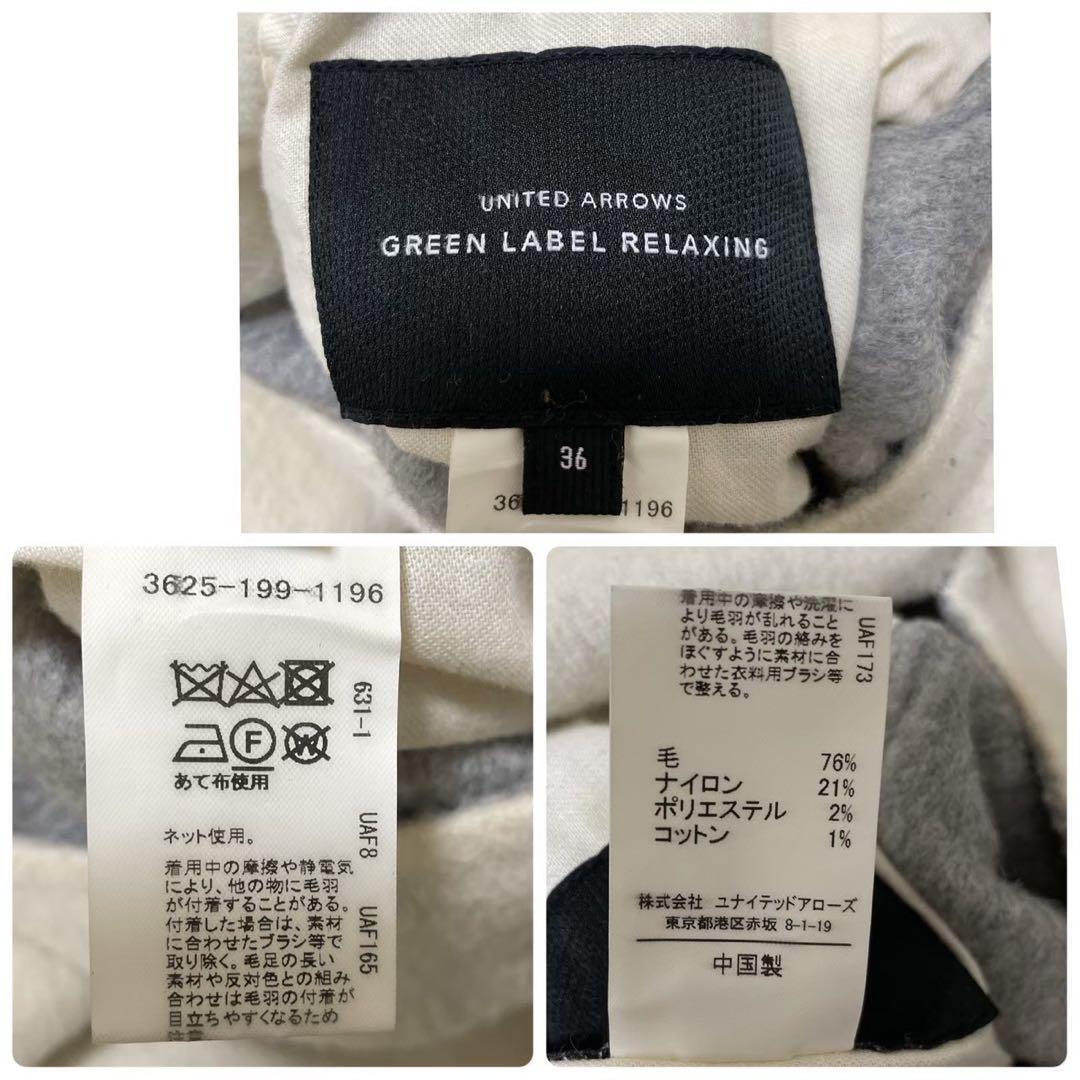 UNITED ARROWS
GREEN LABEL RELAXING
36
36
1196
3625-199-1196
631-1
F
W
あて布使用
UAF8
UAF165
ネット使用。
着用中の摩擦や静電気
により、他の物に毛羽
が付着することがある。
付着した場合は、素材
に合わせたブラシ等で
取り除く。毛足の長い
素材や反対色との組み
合わせは毛羽の付着が
目立ちやすくなるため
注意
着用中の摩擦や洗濯に
より毛羽が乱れること
がある。毛羽の絡みを
ほぐすように素材に合
わせた衣料用ブラシ等
で整える。
UAF173
毛 76%
ナイロン 21%
ポリエステル 2%
コットン 1%
株式会社 ユナイテッドアローズ
東京都港区赤坂 8-1-19
中国製